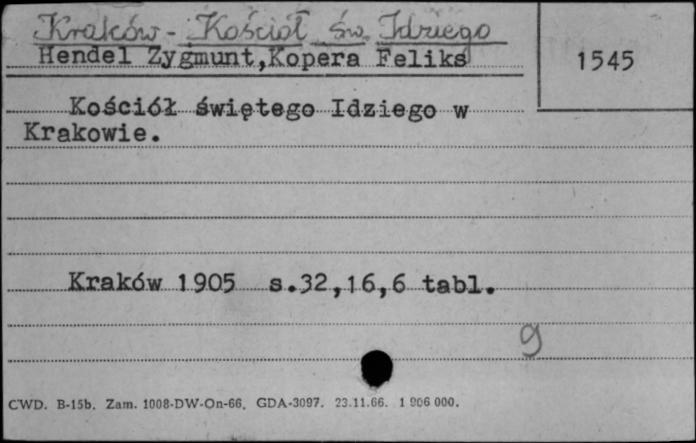 Kraków - Kościół św. Idziego
Hendel Zygmunt,Kopera Feliks
1545
Kościół świętego Idziego w
Krakowie.
Kraków 1905 s.32,16,6 tabl.
9
CWD. B-15b. Zam. 1008-DW-On-66. GDA-3097. 23.11.66. 1 906 000.